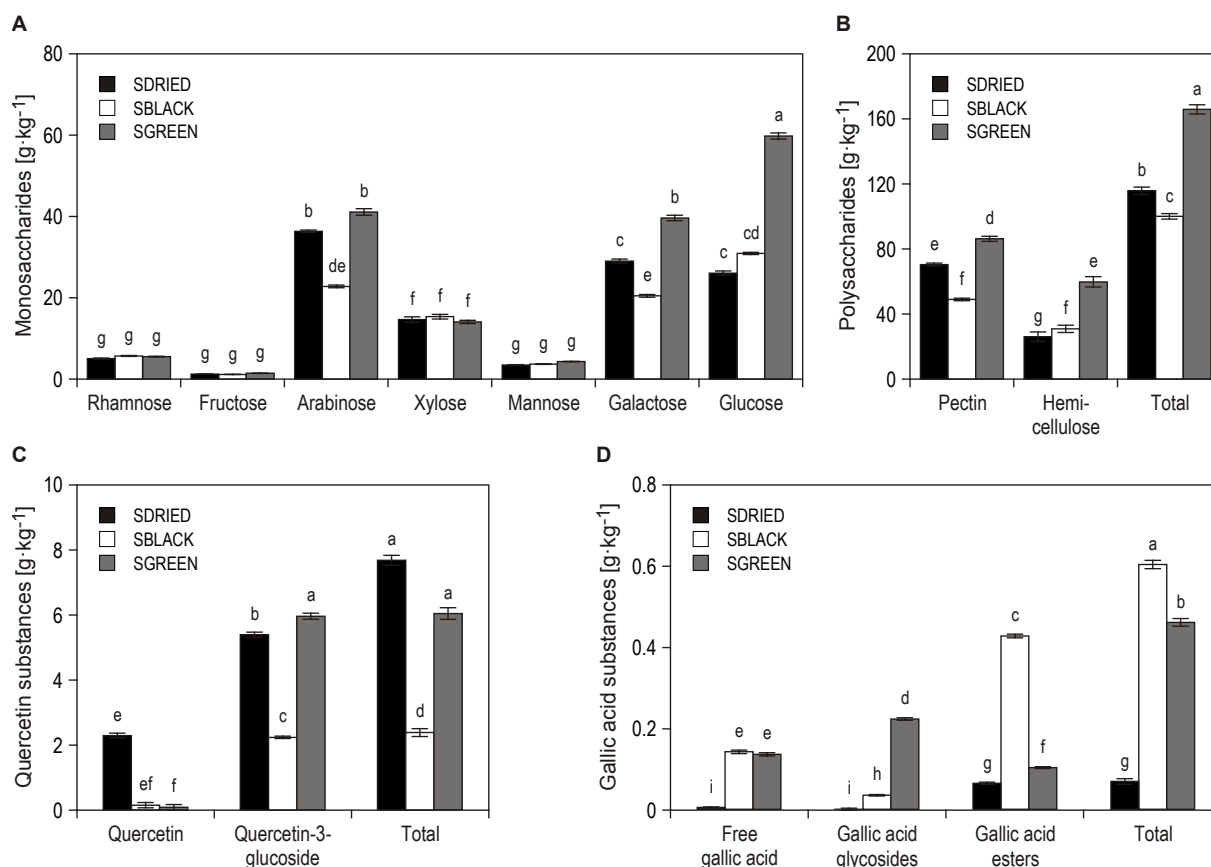 A
Monosaccharides [g·kg⁻¹]
80
60
40
20
0
SDRIED
SBLACK
SGREEN
g g g
g g g
b de b
f f f
g g g
c e b
c cd a
Rhamnose Fructose Arabinose Xylose Mannose Galactose Glucose
B
Polysaccharides [g·kg⁻¹]
200
160
120
80
40
0
SDRIED
SBLACK
SGREEN
e f d
g f e
b c a
Pectin Hemi- Total
cellulose
C
Quercetin substances [g·kg⁻¹]
10
8
6
4
2
0
SDRIED
SBLACK
SGREEN
e ef f
b c a
a d a
Quercetin Quercetin-3- Total
glucoside
D
Gallic acid substances [g·kg⁻¹]
0.8
0.6
0.4
0.2
0
SDRIED
SBLACK
SGREEN
i e e
i h d
g c f
g a b
Free Gallic acid Gallic acid Total
gallic acid glycosides esters